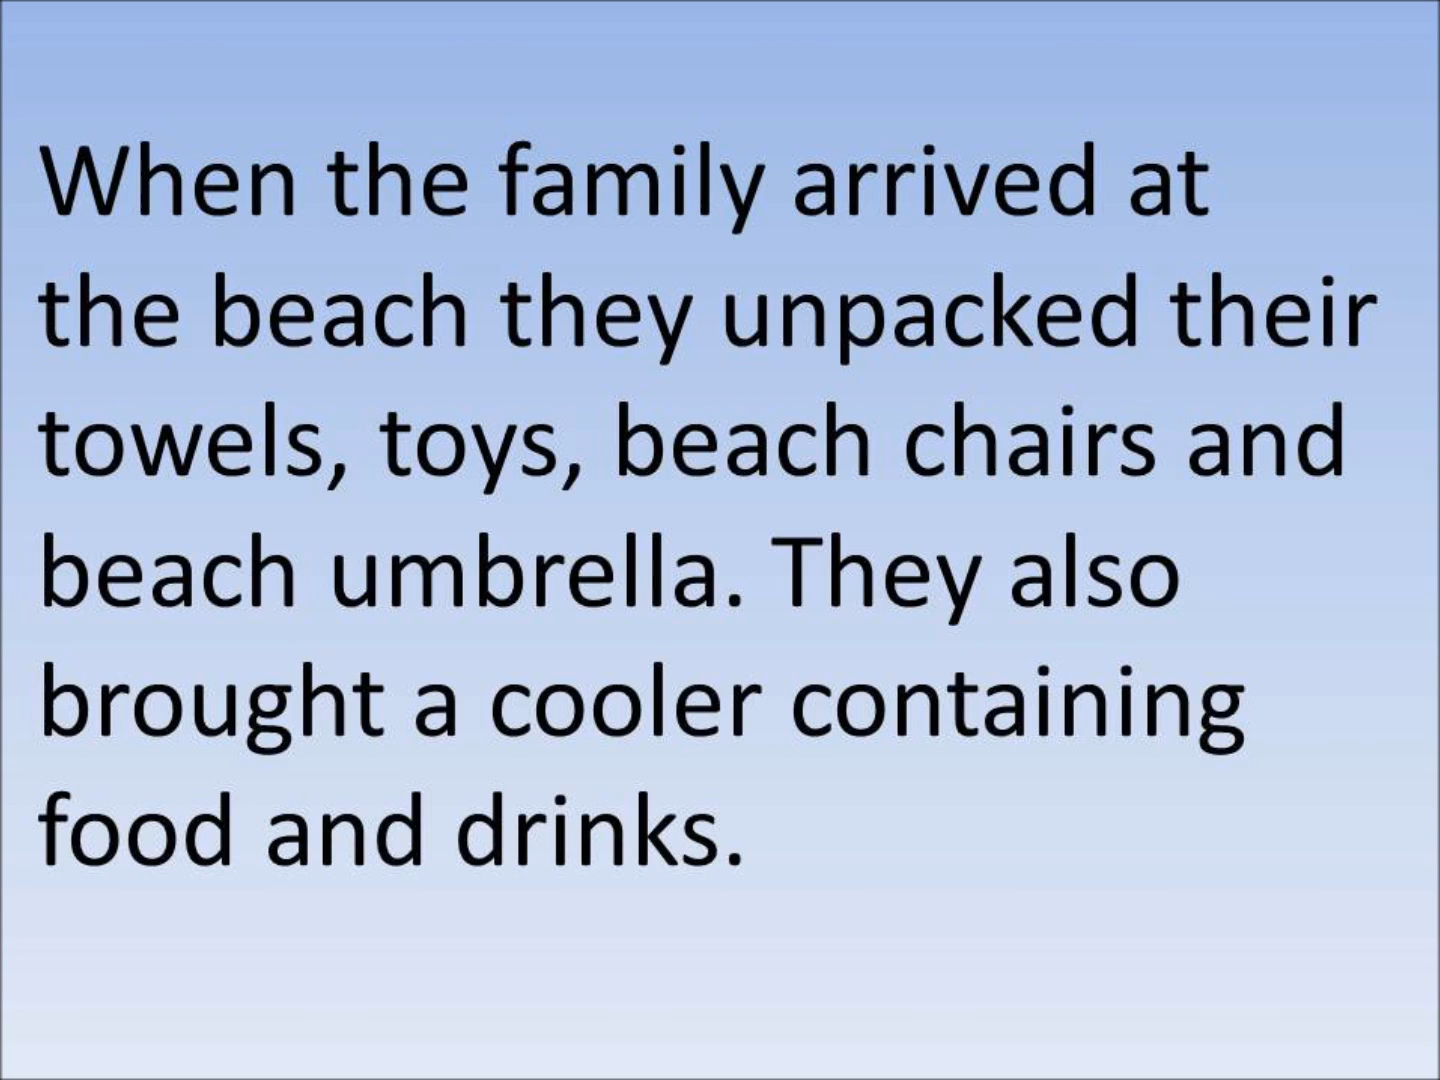 When the family arrived at
the beach they unpacked their
towels, toys, beach chairs and
beach umbrella. They also
brought a cooler containing
food and drinks.